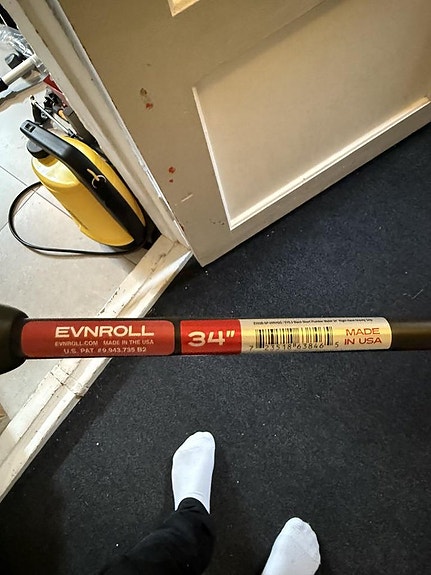 EVNROLL
EVNROLL.COM MADE IN THE USA
U.S. PAT. #9,943,735 B2
34"
MADE
IN USA